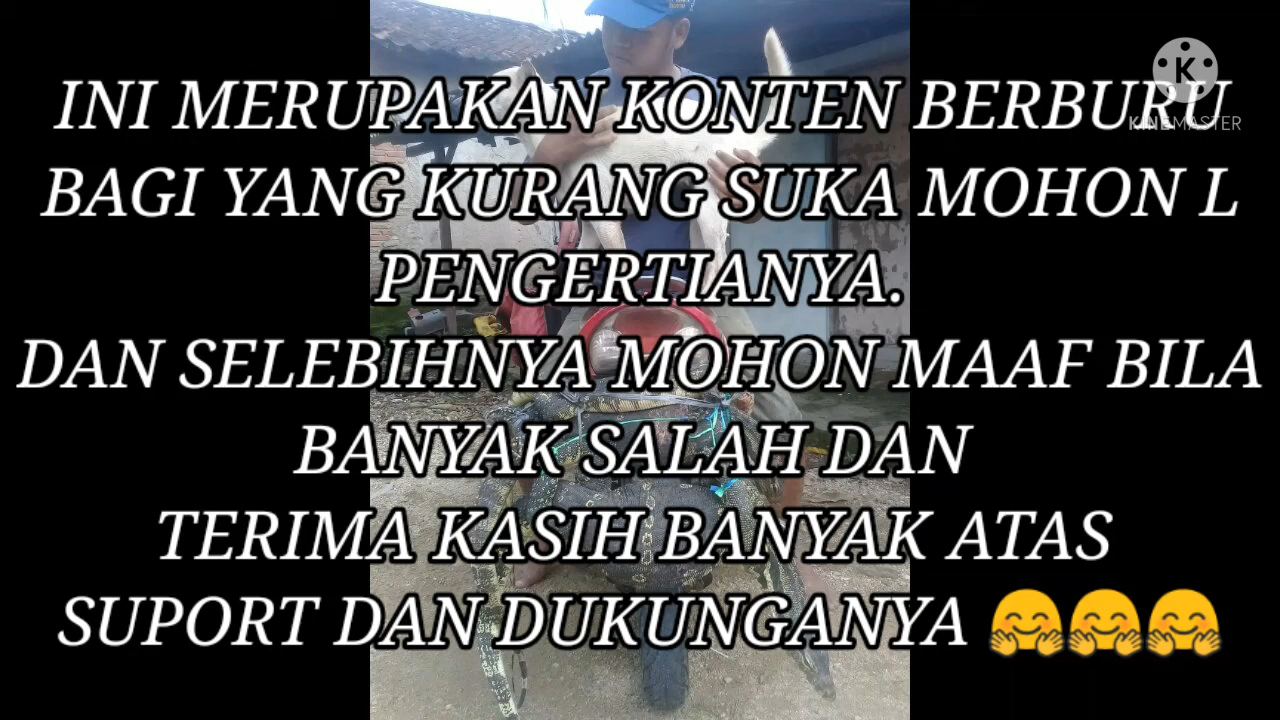 INI MERUPAKAN KONTEN BERBURU
BAGI YANG KURANG SUKA MOHON L
PENGERTIANYA.
DAN SELEBIHNYA MOHON MAAF BILA
BANYAK SALAH DAN
TERIMA KASIH BANYAK ATAS
SUPORT DAN DUKUNGANYA 🤗🤗🤗
K
KINEMASTER